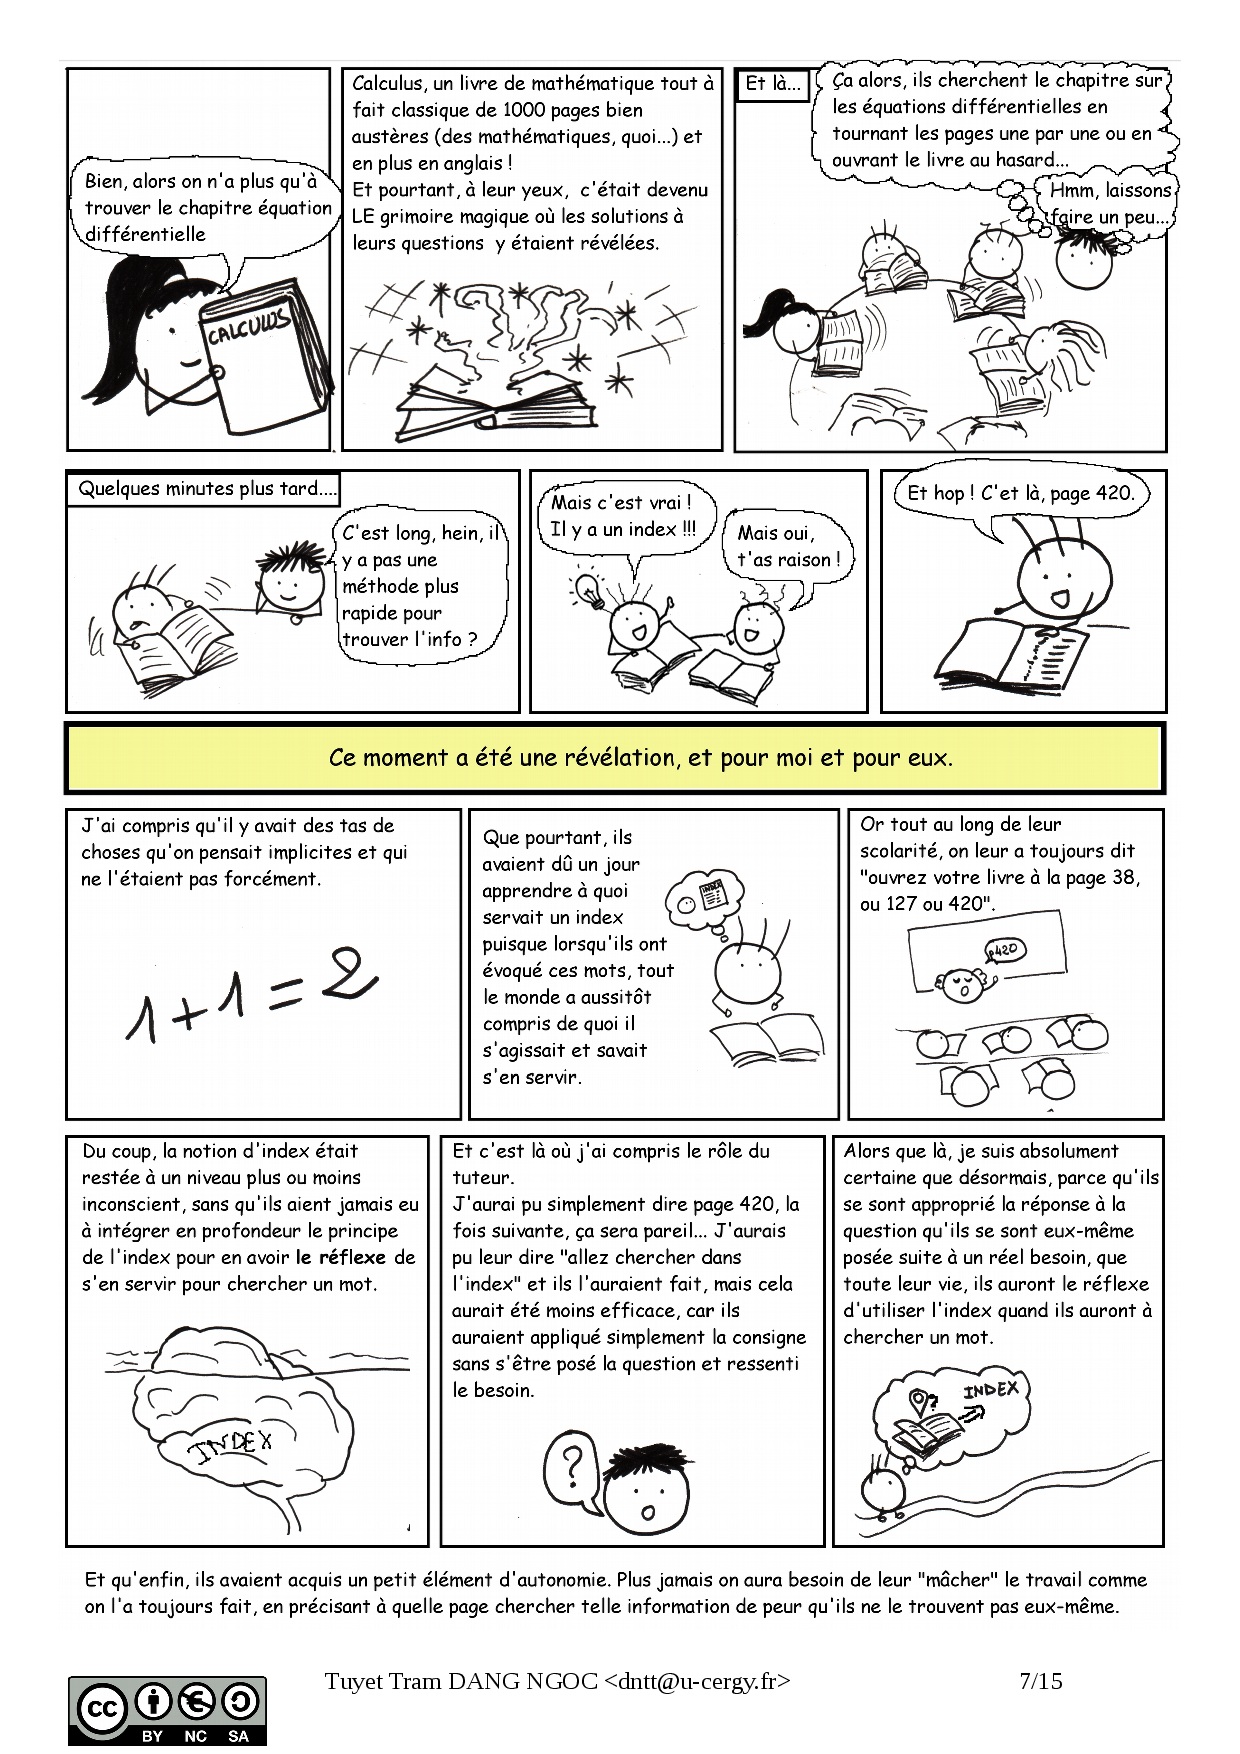 Bien, alors on n'a plus qu'à
trouver le chapitre équation
différentielle
CALCULUS
Calculus, un livre de mathématique tout à
fait classique de 1000 pages bien
austères (des mathématiques, quoi...) et
en plus en anglais !
Et pourtant, à leur yeux, c'était devenu
LE grimoire magique où les solutions à
leurs questions y étaient révélées.
Et là...
Ça alors, ils cherchent le chapitre sur
les équations différentielles en
tournant les pages une par une ou en
ouvrant le livre au hasard...
Hmm, laissons
faire un peu...
Quelques minutes plus tard....
C'est long, hein, il
y a pas une
méthode plus
rapide pour
trouver l'info ?
Mais c'est vrai !
Il y a un index !!!
Mais oui,
t'as raison !
Et hop ! C'et là, page 420.
Ce moment a été une révélation, et pour moi et pour eux.
J'ai compris qu'il y avait des tas de
choses qu'on pensait implicites et qui
ne l'étaient pas forcément.
1+1=2
Que pourtant, ils
avaient dû un jour
apprendre à quoi
servait un index
puisque lorsqu'ils ont
évoqué ces mots, tout
le monde a aussitôt
compris de quoi il
s'agissait et savait
s'en servir.
INDEX
Or tout au long de leur
scolarité, on leur a toujours dit
"ouvrez votre livre à la page 38,
ou 127 ou 420".
p420
Du coup, la notion d'index était
restée à un niveau plus ou moins
inconscient, sans qu'ils aient jamais eu
à intégrer en profondeur le principe
de l'index pour en avoir le réflexe de
s'en servir pour chercher un mot.
INDEX
Et c'est là où j'ai compris le rôle du
tuteur.
J'aurai pu simplement dire page 420, la
fois suivante, ça sera pareil... J'aurais
pu leur dire "allez chercher dans
l'index" et ils l'auraient fait, mais cela
aurait été moins efficace, car ils
auraient appliqué simplement la consigne
sans s'être posé la question et ressenti
le besoin.
?
Alors que là, je suis absolument
certaine que désormais, parce qu'ils
se sont approprié la réponse à la
question qu'ils se sont eux-même
posée suite à un réel besoin, que
toute leur vie, ils auront le réflexe
d'utiliser l'index quand ils auront à
chercher un mot.
? INDEX
Et qu'enfin, ils avaient acquis un petit élément d'autonomie. Plus jamais on aura besoin de leur "mâcher" le travail comme
on l'a toujours fait, en précisant à quelle page chercher telle information de peur qu'ils ne le trouvent pas eux-même.
cc BY NC SA
Tuyet Tram DANG NGOC <dntt@u-cergy.fr> 7/15